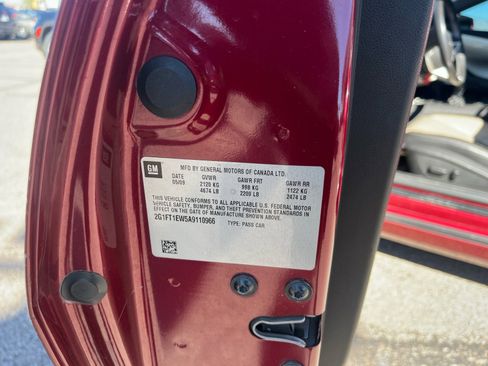 GM
MFD BY GENERAL MOTORS OF CANADA LTD.
DATE GVWR GAWR FRT GAWR RR
05/09 2120 KG 998 KG 1122 KG
4674 LB 2200 LB 2474 LB
THIS VEHICLE CONFORMS TO ALL APPLICABLE U.S. FEDERAL MOTOR
VEHICLE SAFETY, BUMPER, AND THEFT PREVENTION STANDARDS IN
EFFECT ON THE DATE OF MANUFACTURE SHOWN ABOVE.
2G1FT1EW5A9110966 TYPE: PASS CAR